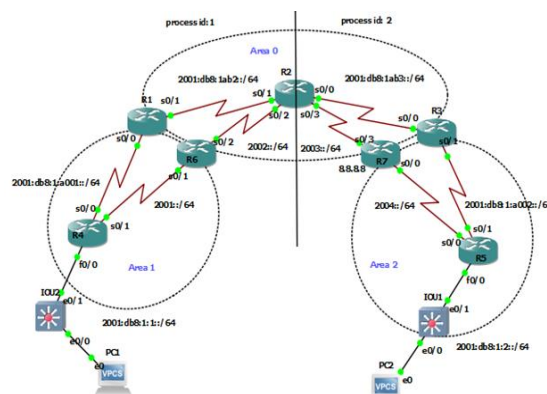 process id: 1
process id: 2
Area 0
R2
2001:db8:1ab2::/64
s0/0
2001:db8:1ab3::/64
s0/1
R1
s0/1
s0/2
s0/3
R3
s0/0
s0/0
s0/1
R6
s0/2
2002::/64
2003::/64
s0/3
R7
8.8.8.8
s0/0
2001:db8:1:a001::/64
s0/1
2001::/64
2004::/64
2001:db8:1:a002::/64
s0/0
R4
s0/1
s0/1
s0/0
R5
f0/0
Area 1
Area 2
f0/0
IOU2
e0/1
IOU1
e0/1
2001:db8:1:1::/64
e0/0
PC1
e0
VPCS
2001:db8:1:2::/64
e0/0
PC2
e0
VPCS